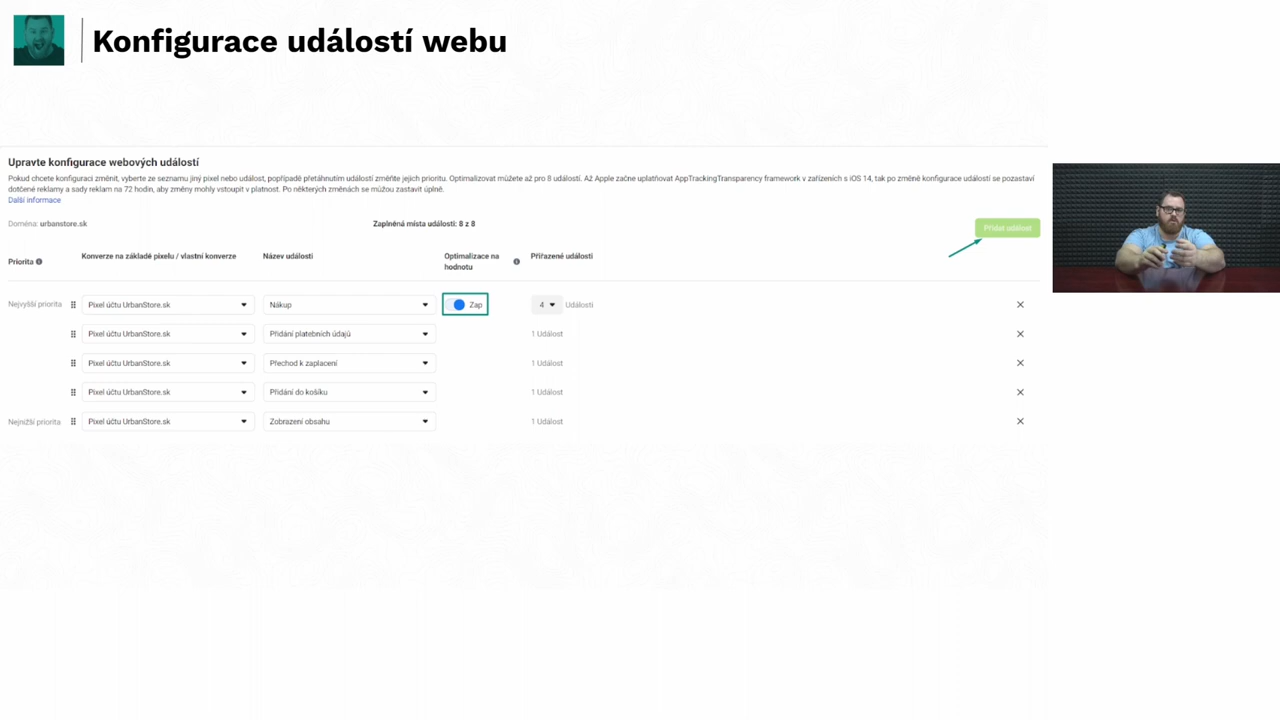 Konfigurace událostí webu
Upravte konfigurace webových událostí
Pokud chcete konfiguraci změnit, vyberte ze seznamu jiný pixel nebo událost, popřípadě přetáhnutím události změňte jejich prioritu. Optimalizovat můžete až pro 8 událostí. Až Apple začne uplatňovat AppTrackingTransparency framework v zařízeních s iOS 14, tak po změně konfigurace událostí se pozastaví
dotčené reklamy a sady reklam na 72 hodin, aby změny mohly vstoupit v platnost. Po některých změnách se můžou zastavit úplně.
Další informace
Doména: urbanstore.sk
Zaplněná místa událostí: 8 z 8
Přidat událost
Priorita
Konverze na základě pixelu / vlastní konverze
Název události
Optimalizace na
hodnotu
Přiřazené události
Nejvyšší priorita
Pixel účtu UrbanStore.sk
Nákup
Zap
4
Události
Pixel účtu UrbanStore.sk
Přidání platebních údajů
1 Událost
Pixel účtu UrbanStore.sk
Přechod k zaplacení
1 Událost
Pixel účtu UrbanStore.sk
Přidání do košíku
1 Událost
Nejnižší priorita
Pixel účtu UrbanStore.sk
Zobrazení obsahu
1 Událost